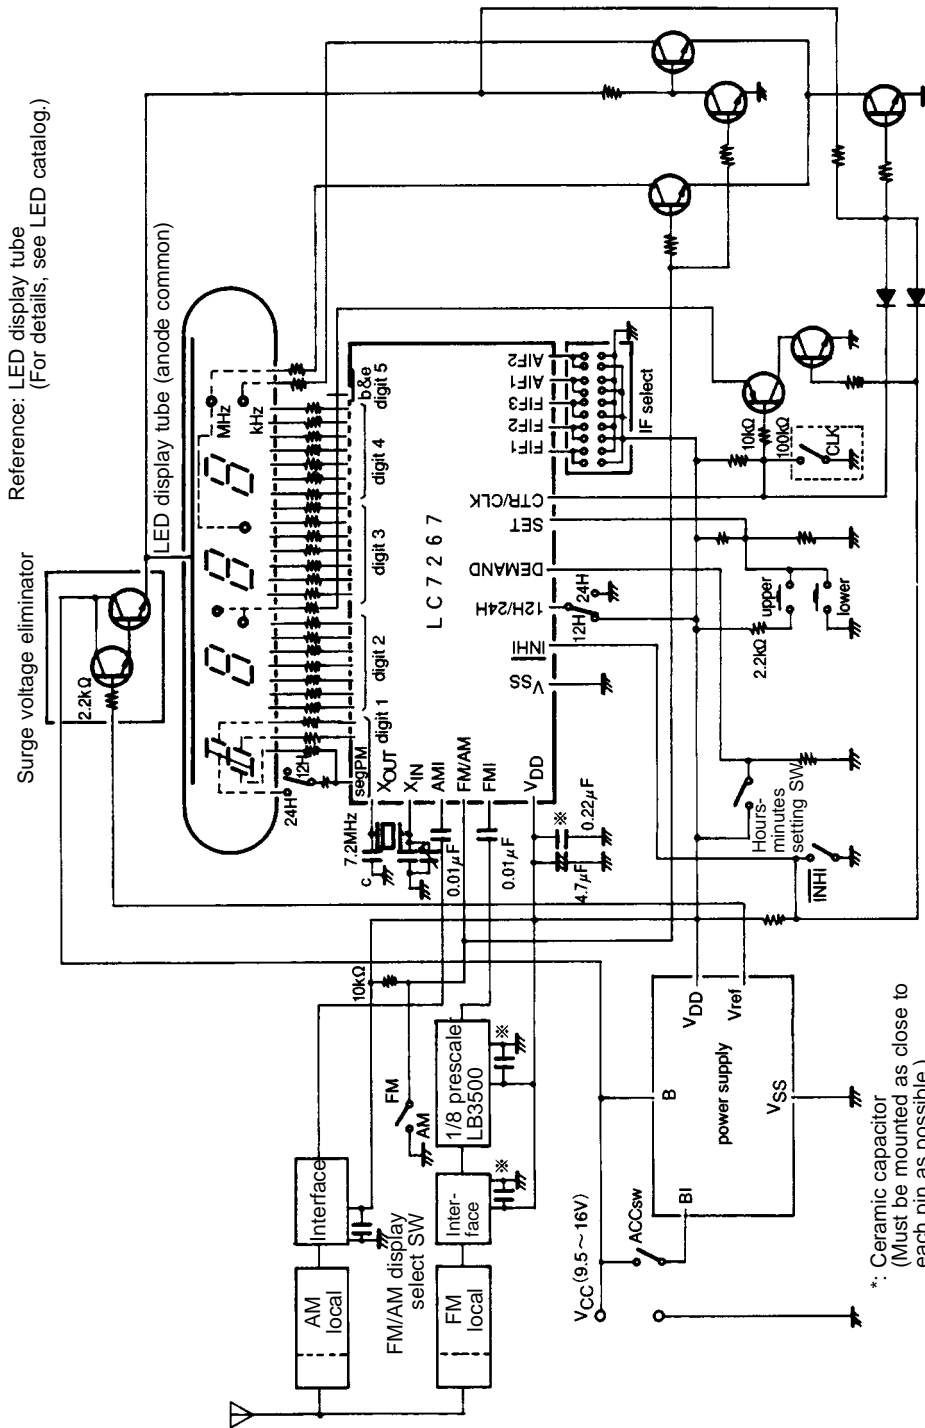 Reference: LED display tube
(For details, see LED catalog.)
Surge voltage eliminator
2.2kΩ
LED display tube (anode common)
MHz
kHz
24H
12H
segPM
digit 1
digit 2
digit 3
digit 4
digit 5
b&e
XOUT
XIN
AMI
FM/AM
FMI
VDD
LC7267
VSS
INHI
12H/24H
DEMAND
SET
CTR/CLK
FIF1
FIF2
FIF3
AIF1
AIF2
IF select
7.2MHz
c
0.01μF
0.01μF
4.7μF
※
0.22μF
12H
24H
10kΩ
100kΩ
CLK
upper
lower
2.2kΩ
Hours-
minutes
setting SW
INHI
10kΩ
FM
AM
FM/AM display
select SW
AM
local
Interface
FM
local
Inter-
face
※
1/8 prescale
LB3500
※
VCC (9.5～16V)
ACCsw
BI
B
power supply
VDD
Vref
VSS
*: Ceramic capacitor
(Must be mounted as close to
each pin as possible.)